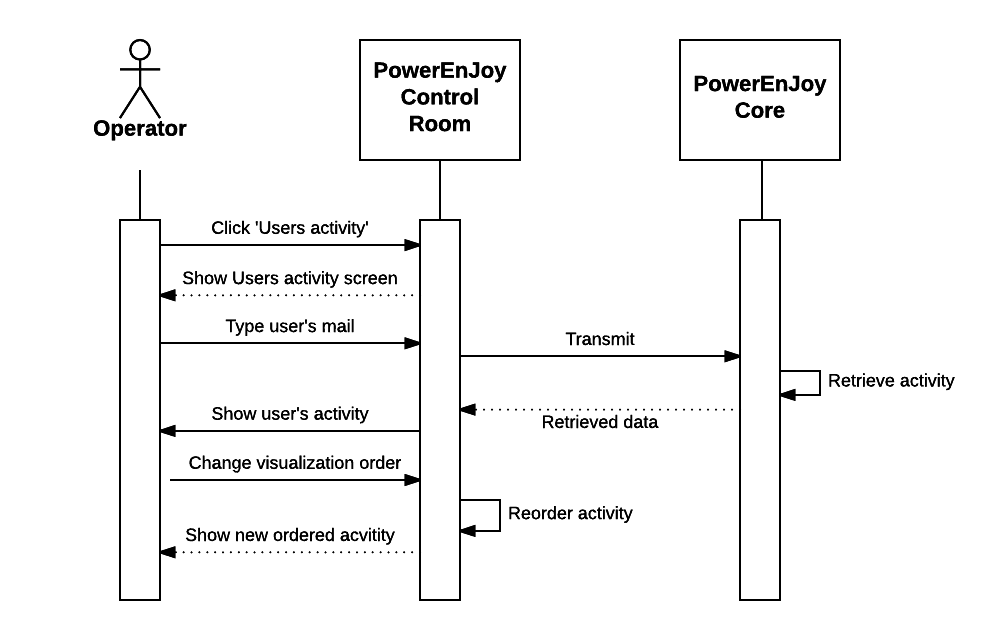 PowerEnJoy
Control
Room
PowerEnJoy
Core
Operator
Click 'Users activity'
Show Users activity screen
Type user's mail
Transmit
Retrieve activity
Show user's activity
Retrieved data
Change visualization order
Reorder activity
Show new ordered acvitity